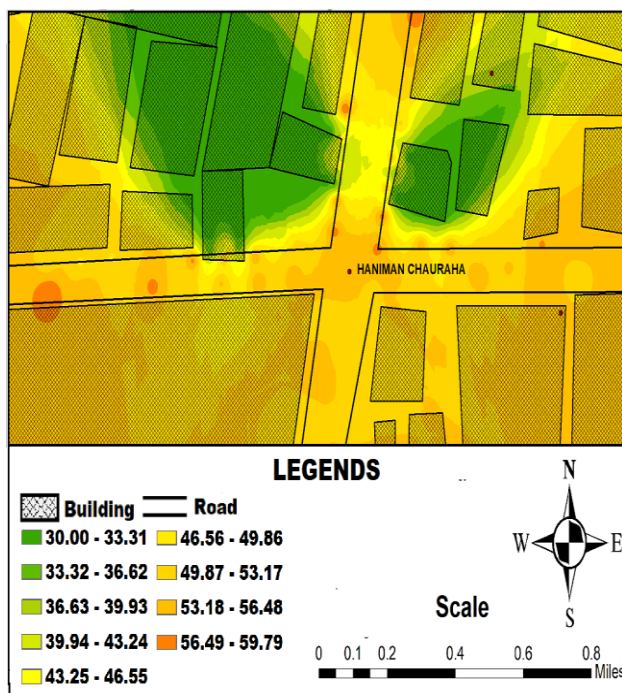 HANIMAN CHAURAHA
LEGENDS
Building Road
30.00 - 33.31 46.56 - 49.86
33.32 - 36.62 49.87 - 53.17
36.63 - 39.93 53.18 - 56.48
39.94 - 43.24 56.49 - 59.79
43.25 - 46.55
N
W E
S
Scale
0 0.1 0.2 0.4 0.6 0.8
Miles